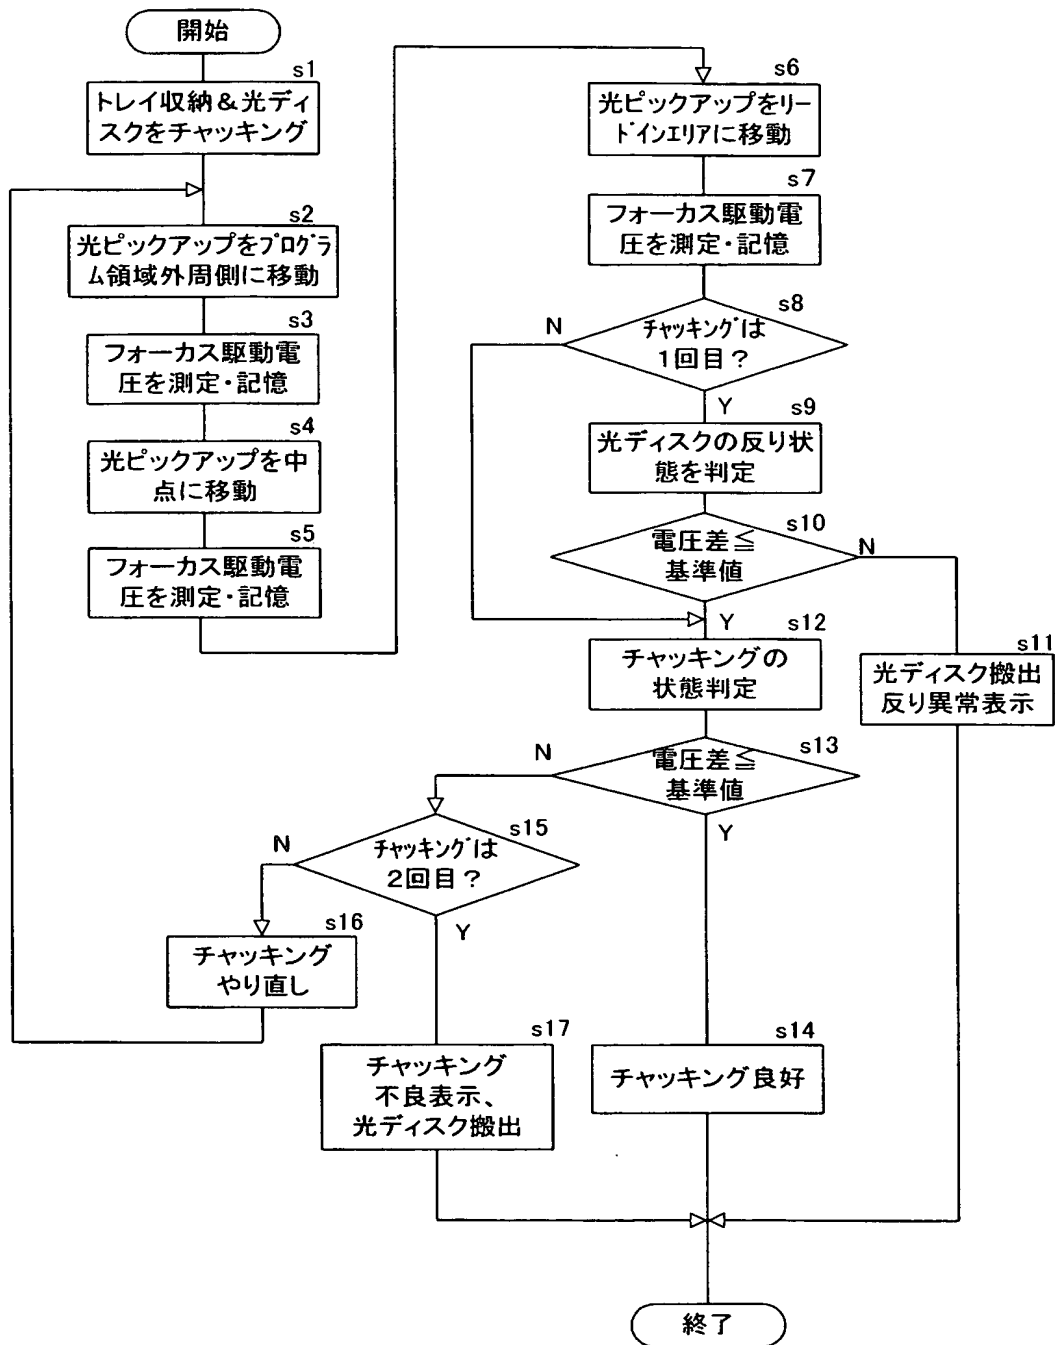 開始
s1
トレイ収納&光ディ
スクをチャッキング
s2
光ピックアップをプログラ
ム領域外周側に移動
s3
フォーカス駆動電
圧を測定・記憶
s4
光ピックアップを中
点に移動
s5
フォーカス駆動電
圧を測定・記憶
s6
光ピックアップをリー
ドインエリアに移動
s7
フォーカス駆動電
圧を測定・記憶
s8
チャッキングは
1回目?
N
Y
s9
光ディスクの反り状
態を判定
s10
電圧差≦
基準値
N
Y
s11
光ディスク搬出
反り異常表示
s12
チャッキングの
状態判定
s13
電圧差≦
基準値
N
Y
s15
チャッキングは
2回目?
N
Y
s16
チャッキング
やり直し
s17
チャッキング
不良表示、
光ディスク搬出
s14
チャッキング良好
終了